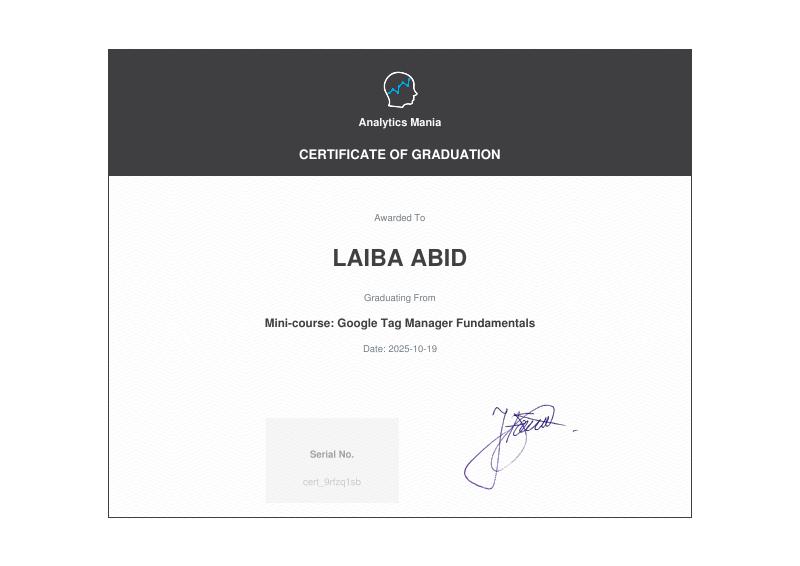 Analytics Mania
CERTIFICATE OF GRADUATION
Awarded To
LAIBA ABID
Graduating From
Mini-course: Google Tag Manager Fundamentals
Date: 2025-10-19
Serial No.
cert_9rfzq1sb